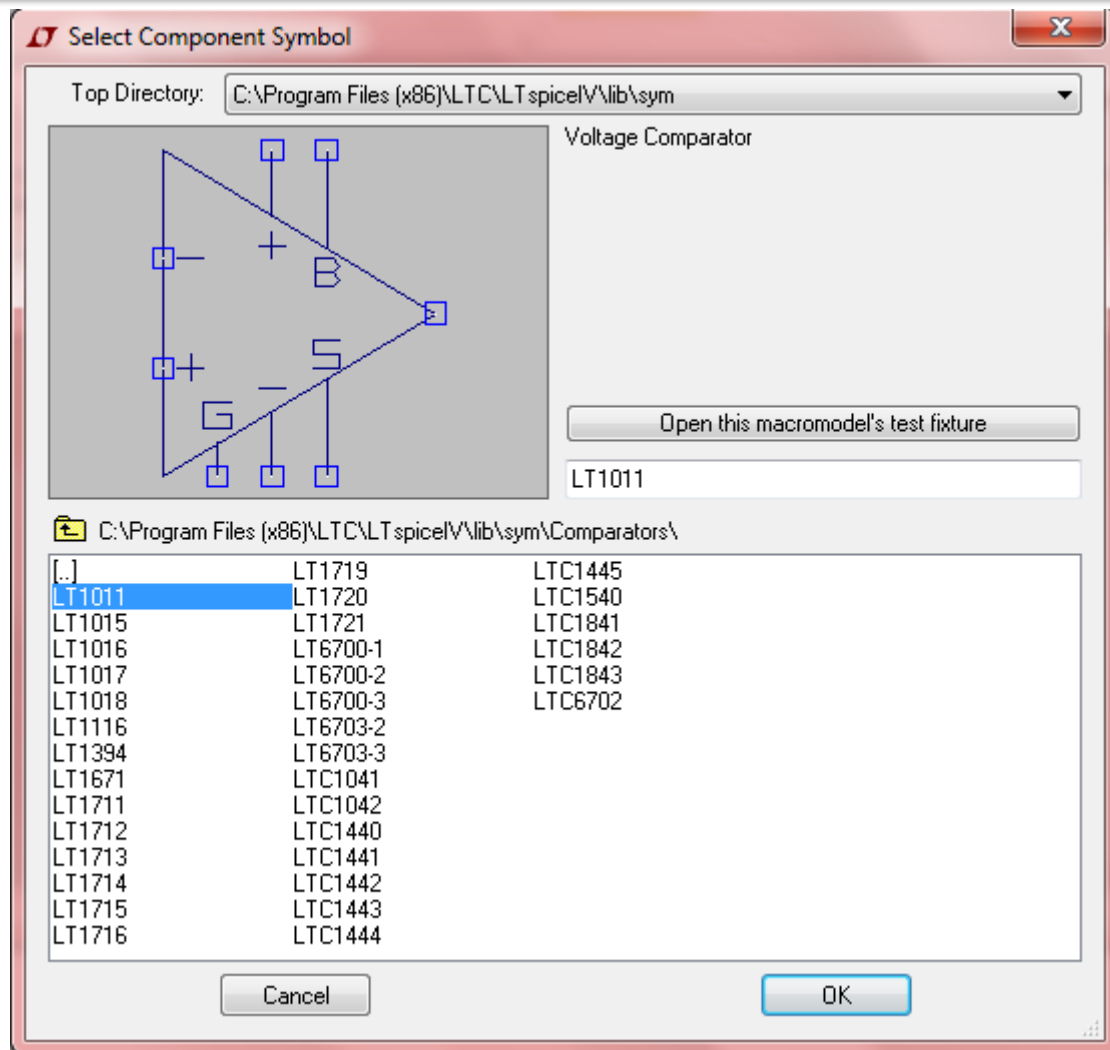 Select Component Symbol
Top Directory: C:\Program Files (x86)\LTC\LTspiceIV\lib\sym
Voltage Comparator
+ B
−
+ S
G −
Open this macromodel's test fixture
LT1011
C:\Program Files (x86)\LTC\LTspiceIV\lib\sym\Comparators\
[..] LT1719 LTC1445
LT1011 LT1720 LTC1540
LT1015 LT1721 LTC1841
LT1016 LT6700-1 LTC1842
LT1017 LT6700-2 LTC1843
LT1018 LT6700-3 LTC6702
LT1116 LT6703-2
LT1394 LT6703-3
LT1671 LTC1041
LT1711 LTC1042
LT1712 LTC1440
LT1713 LTC1441
LT1714 LTC1442
LT1715 LTC1443
LT1716 LTC1444
Cancel OK